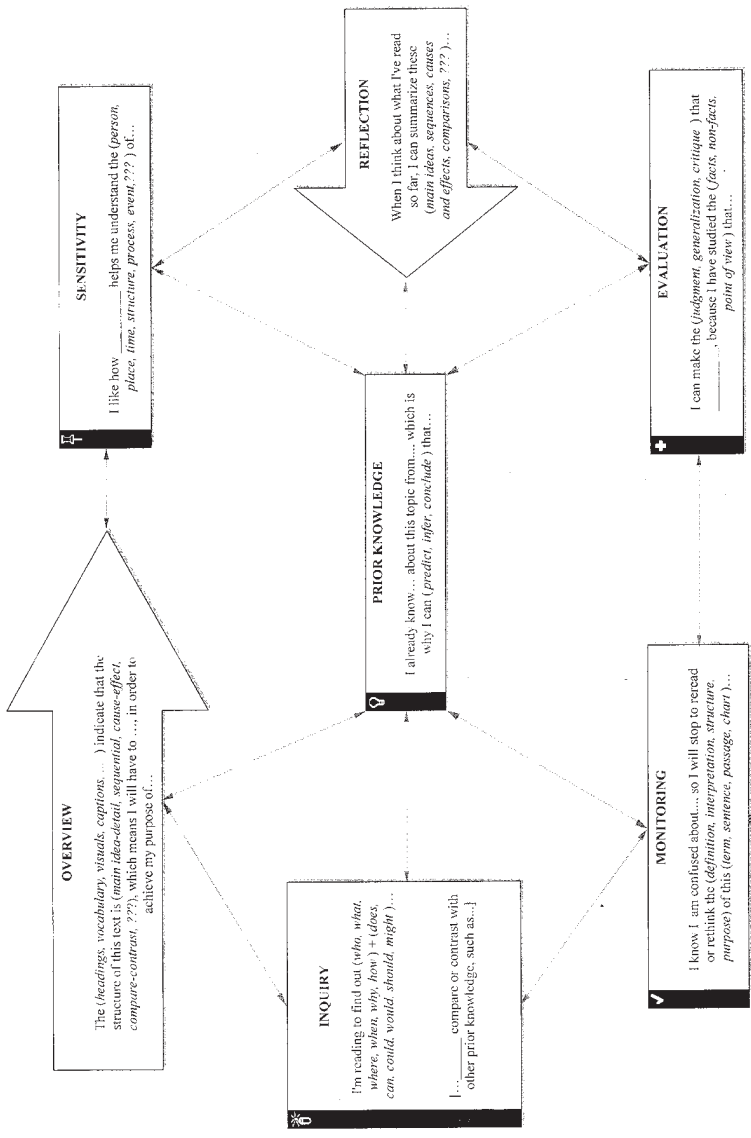 OVERVIEW
The (headings, vocabulary, visuals, captions, ... ) indicate that the
structure of this text is (main idea-detail, sequential, cause-effect,
compare-contrast, ???), which means I will have to ..., in order to
achieve my purpose of...
SENSITIVITY
I like how ________ helps me understand the (person,
place, time, structure, process, event,??? ) of...
INQUIRY
I'm reading to find out (who, what,
where, when, why, how ) + (does,
can, could, would, should, might )...
[...______ compare or contrast with
other prior knowledge, such as...]
PRIOR KNOWLEDGE
I already know... about this topic from.... which is
why I can ( predict, infer, conclude ) that...
REFLECTION
When I think about what I've read
so far, I can summarize these
(main ideas, sequences, causes
and effects, comparisons, ??? )...
MONITORING
I know I am confused about.... so I will stop to reread
or rethink the (definition, interpretation, structure,
purpose) of this (term, sentence, passage, chart )...
EVALUATION
I can make the (judgment, generalization, critique ) that
________, because I have studied the (facts, non-facts,
point of view ) that...